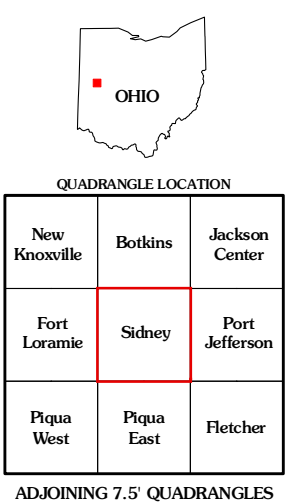 OHIO
QUADRANGLE LOCATION
New
Knoxville
Botkins
Jackson
Center
Fort
Loramie
Sidney
Port
Jefferson
Piqua
West
Piqua
East
Fletcher
ADJOINING 7.5' QUADRANGLES